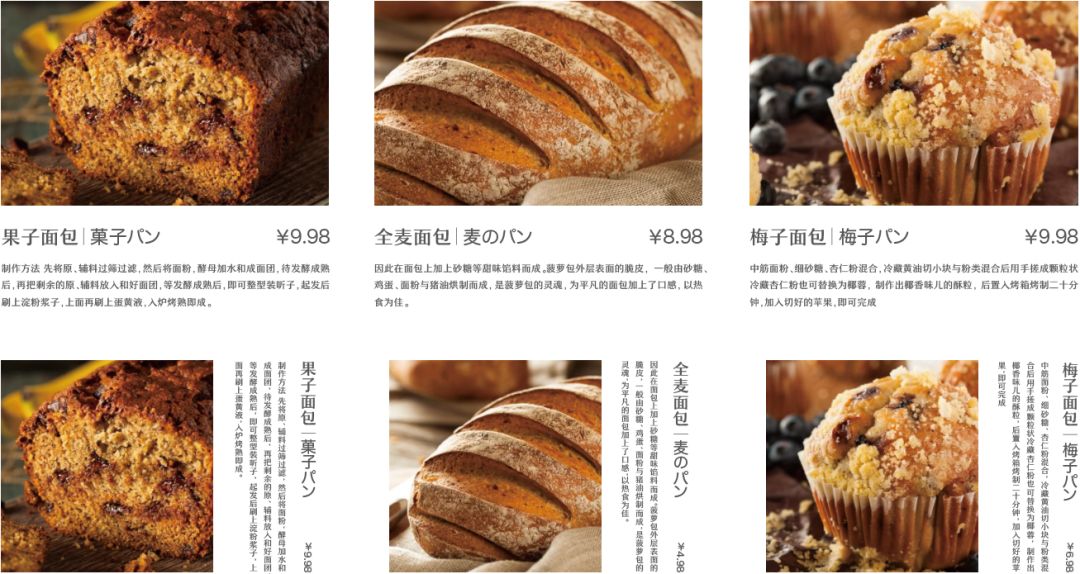 果子面包|菓子パン ¥9.98
制作方法 先将原、辅料过筛过滤，然后将面粉，酵母加水和成面团，待发酵成熟
后，再把剩余的原、辅料放入和好面团，等发酵成熟后，即可整型装听子，起发后
刷上淀粉浆子，上面再刷上蛋黄液，入炉烤熟即成。
全麦面包|麦のパン ¥8.98
因此在面包上加上砂糖等甜味馅料而成。菠萝包外层表面的脆皮， 一般由砂糖、
鸡蛋、面粉与猪油烘制而成，是菠萝包的灵魂，为平凡的面包加上了口感，以热
食为佳。
梅子面包|梅子パン ¥9.98
中筋面粉、细砂糖、杏仁粉混合，冷藏黄油切小块与粉类混合后用手搓成颗粒状
冷藏杏仁粉也可替换为椰蓉， 制作出椰香味儿的酥粒， 后置入烤箱烤制二十分
钟，加入切好的苹果，即可完成
果子面包|菓子パン
制作方法 先将原、辅料过筛过滤，然后将面粉，酵母加水和
成面团，待发酵成熟后，再把剩余的原、辅料放入和好面团
等发酵成熟后，即可整型装听子，起发后刷上淀粉浆子，上
面再刷上蛋黄液，入炉烤熟即成。
¥9.98
全麦面包|麦のパン
因此在面包上加上砂糖等甜味馅料而成。菠萝包外层表面的
脆皮，一般由砂糖、鸡蛋、面粉与猪油烘制而成，是菠萝包的
灵魂，为平凡的面包加上了口感，以热食为佳。
¥4.98
梅子面包|梅子パン
中筋面粉、细砂糖、杏仁粉混合，冷藏黄油切小块与粉类混
合后用手搓成颗粒状冷藏杏仁粉也可替换为椰蓉，制作出
椰香味儿的酥粒，后置入烤箱烤制二十分钟，加入切好的苹
果，即可完成
¥6.98